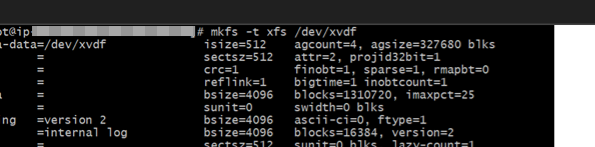 ot@ip- # mkfs -t xfs /dev/xvdf
a-data=/dev/xvdf isize=512 agcount=4, agsize=327680 blks
= sectsz=512 attr=2, projid32bit=1
= crc=1 finobt=1, sparse=1, rmapbt=0
= reflink=1 bigtime=1 inobtcount=1
= bsize=4096 blocks=1310720, imaxpct=25
= sunit=0 swidth=0 blks
ng =version 2 bsize=4096 ascii-ci=0, ftype=1
=internal log bsize=4096 blocks=16384, version=2
= sectsz=512 sunit=0 blks, lazy-count=1